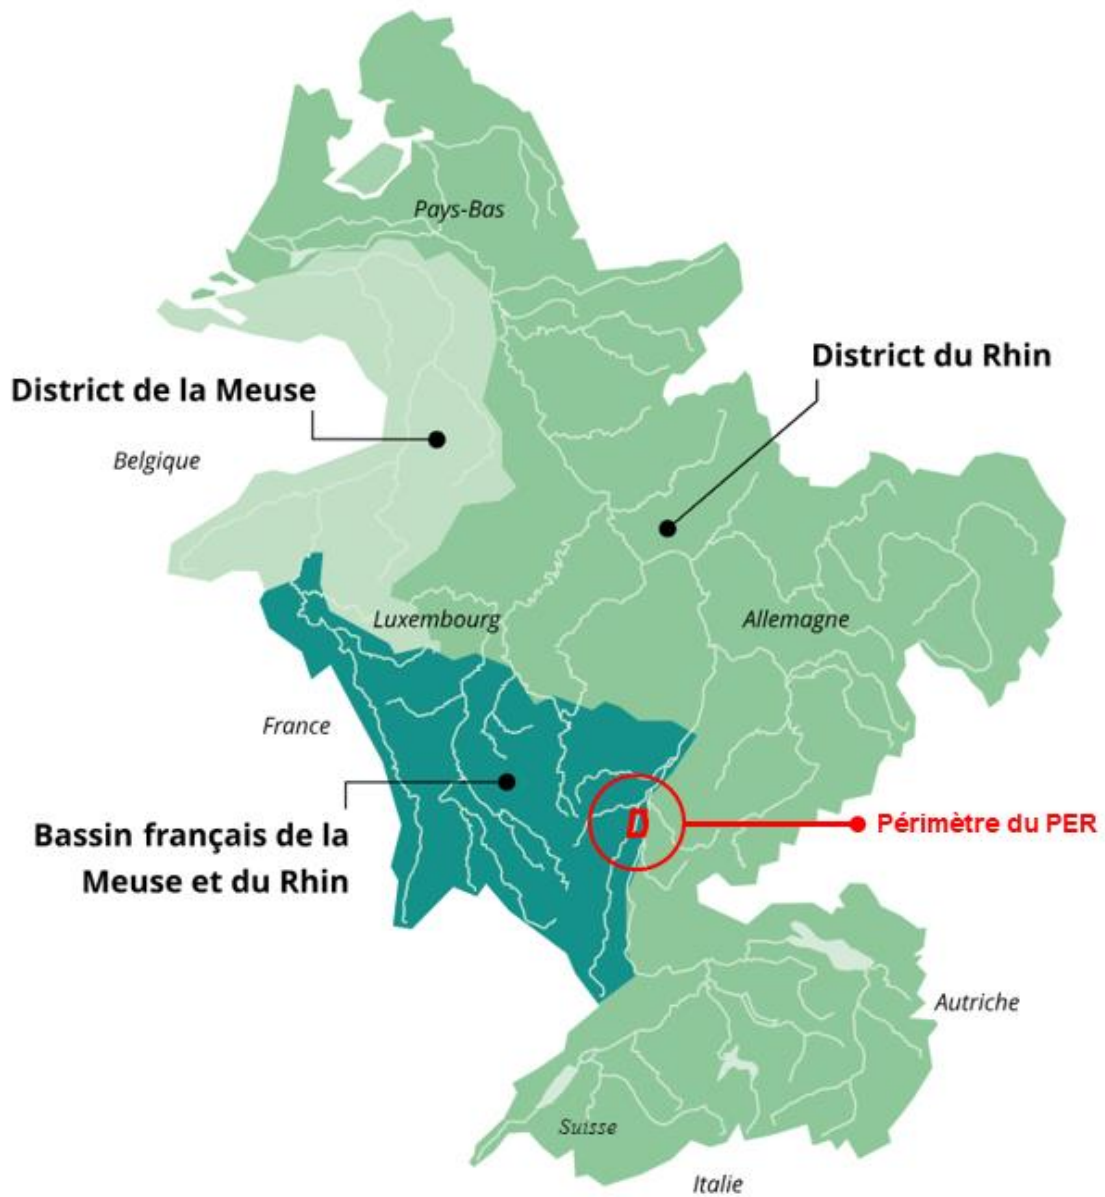 Pays-Bas
District du Rhin
District de la Meuse
Belgique
Luxembourg
Allemagne
France
Périmètre du PER
Bassin français de la
Meuse et du Rhin
Autriche
Suisse
Italie